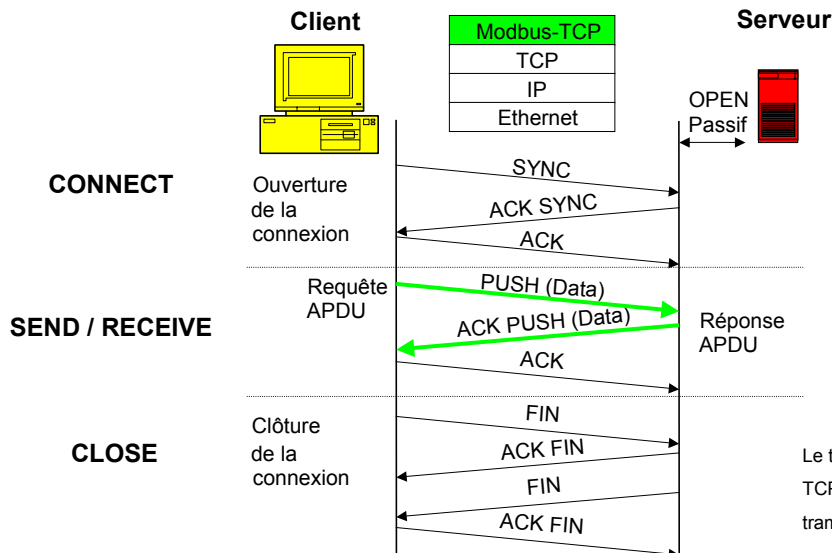 Client
Modbus-TCP
Serveur
TCP
IP
Ethernet
OPEN
Passif
CONNECT
Ouverture
de la
connexion
SYNC
ACK SYNC
ACK
SEND / RECEIVE
Requête
APDU
PUSH (Data)
ACK PUSH (Data)
Réponse
APDU
ACK
CLOSE
Clôture
de la
connexion
FIN
ACK FIN
FIN
ACK FIN
Le t
TCP
tram